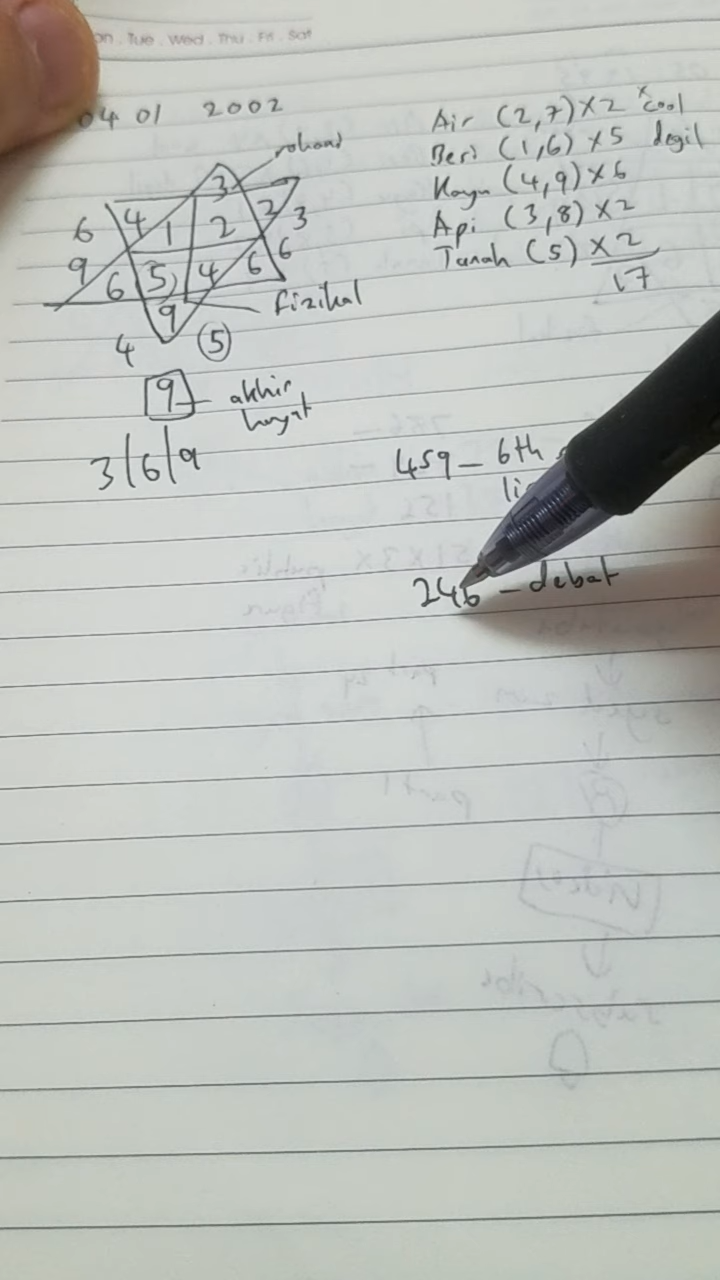 on . Tue . Wed . Thu . Fri . Sat
04 01 2002
rohani
3
6 4 1 2 2 3
9 6 5 4 6 6
9
fizikal
4 5
9 - akhir
hayat
3/6/9
Air (2,7) x 2 x cool
Besi (1,6) x 5 degil
Kayu (4,9) x 6
Api (3,8) x 2
Tanah (5) x 2
17
459 - 6th
li
246 - debat